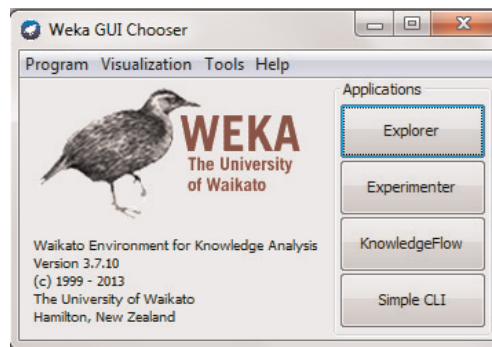 Weka GUI Chooser
Program Visualization Tools Help
WEKA
The University
of Waikato
Waikato Environment for Knowledge Analysis
Version 3.7.10
(c) 1999 - 2013
The University of Waikato
Hamilton, New Zealand
Applications
Explorer
Experimenter
KnowledgeFlow
Simple CLI